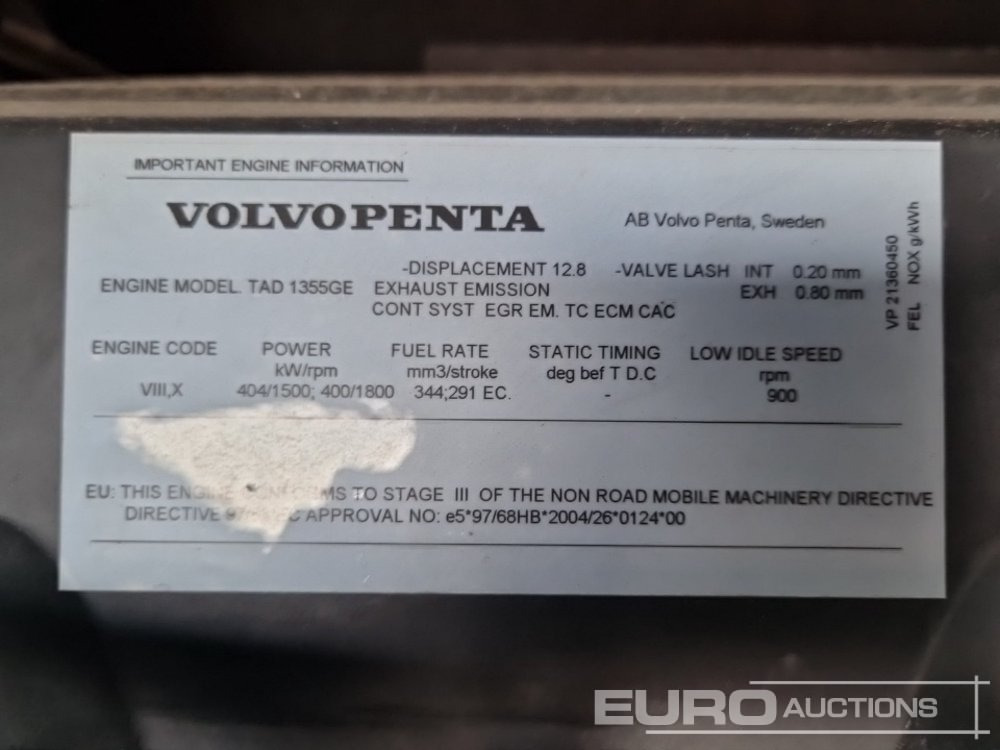 IMPORTANT ENGINE INFORMATION
VOLVO PENTA
AB Volvo Penta, Sweden
ENGINE MODEL. TAD 1355GE
-DISPLACEMENT 12.8 -VALVE LASH INT 0.20 mm
EXHAUST EMISSION EXH 0.80 mm
CONT SYST EGR EM. TC ECM CAC
VP 21360450
FEL NOX g/kWh
ENGINE CODE POWER FUEL RATE STATIC TIMING LOW IDLE SPEED
kW/rpm mm3/stroke deg bef T D.C rpm
VIII,X 404/1500; 400/1800 344;291 EC. - 900
EU: THIS ENGINE CONFORMS TO STAGE III OF THE NON ROAD MOBILE MACHINERY DIRECTIVE
DIRECTIVE APPROVAL NO: e5*97/68HB*2004/26*0124*00
EURO AUCTIONS